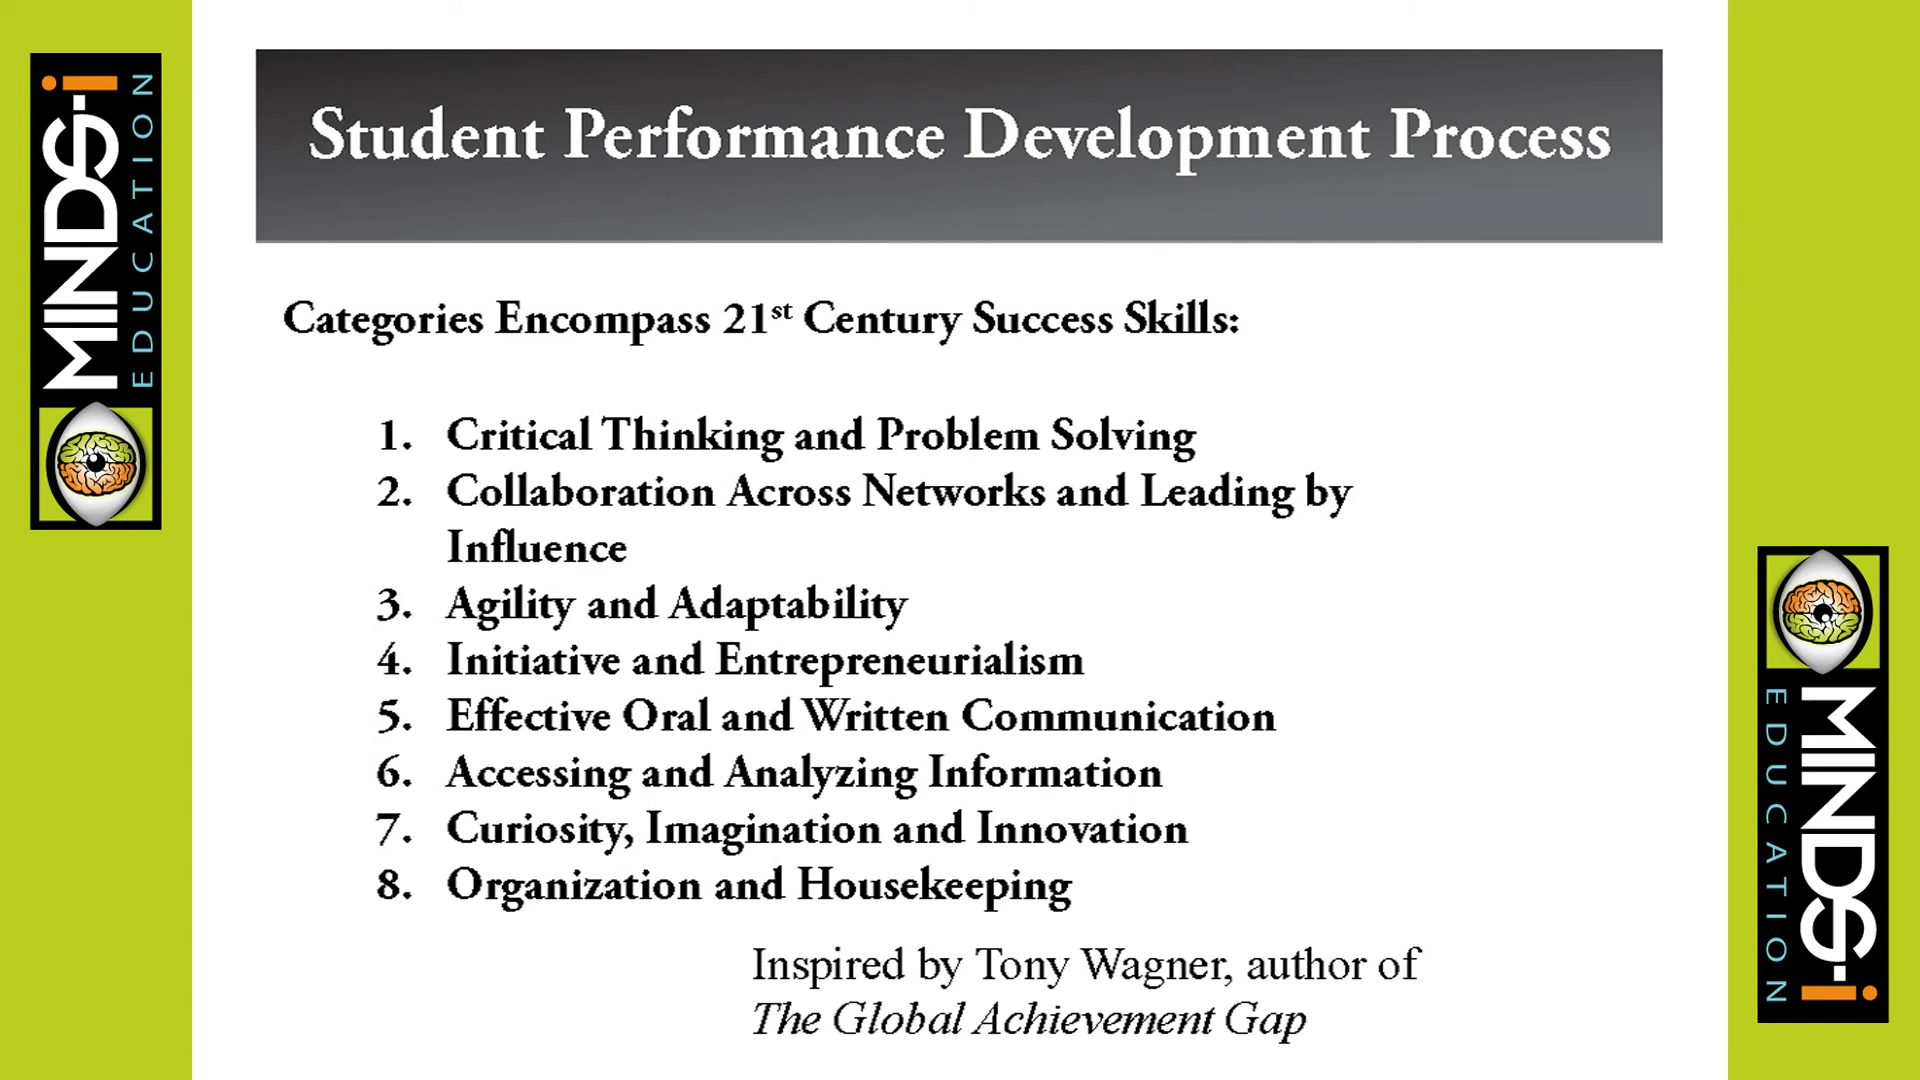 MINDS-i
EDUCATION
Student Performance Development Process
Categories Encompass 21st Century Success Skills:
1. Critical Thinking and Problem Solving
2. Collaboration Across Networks and Leading by
Influence
3. Agility and Adaptability
4. Initiative and Entrepreneurialism
5. Effective Oral and Written Communication
6. Accessing and Analyzing Information
7. Curiosity, Imagination and Innovation
8. Organization and Housekeeping
Inspired by Tony Wagner, author of
The Global Achievement Gap
MINDS-i
EDUCATION